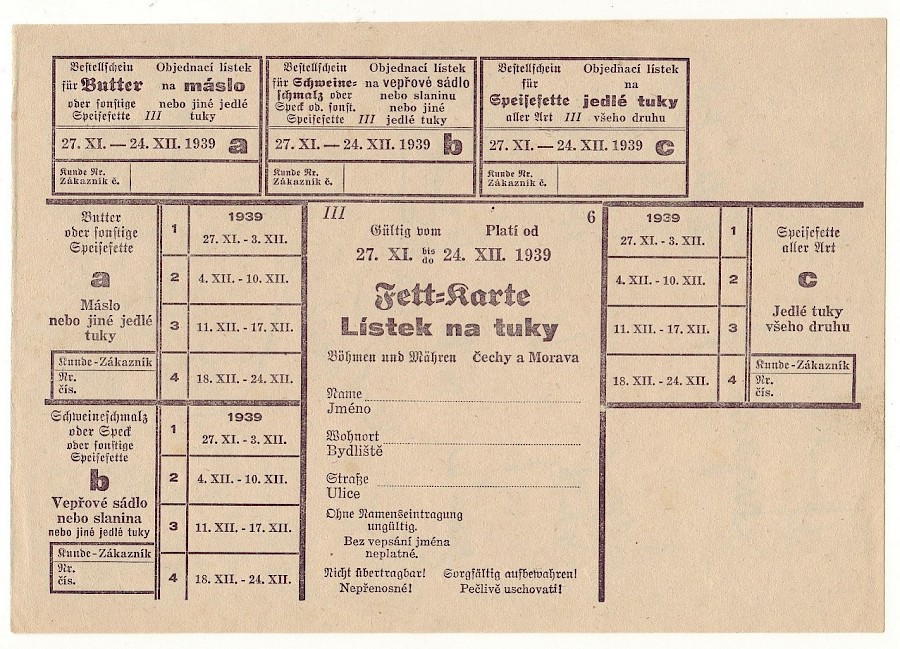 Bestellschein
für Butter
oder sonstige
Speisefette
Objednací lístek
na máslo
nebo jiné jedlé
tuky
III
27. XI. — 24. XII. 1939 a
Kunde Nr.
Zákazník č.
Bestellschein
für Schweine-
schmalz oder
Speck od. sonst.
Speisefette
Objednací lístek
na vepřové sádlo
nebo slaninu
nebo jiné
jedlé tuky
III
27. XI. — 24. XII. 1939 b
Kunde Nr.
Zákazník č.
Bestellschein
für
Speisefette
aller Art
Objednací lístek
na
jedlé tuky
všeho druhu
III
27. XI. — 24. XII. 1939 c
Kunde Nr.
Zákazník č.
Butter
oder sonstige
Speisefette
a
Máslo
nebo jiné jedlé
tuky
Kunde-Zákazník
Nr.
čís.
1939
1 27. XI. - 3. XII.
2 4. XII. - 10. XII.
3 11. XII. - 17. XII.
4 18. XII. - 24. XII.
Schweineschmalz
oder Speck
oder sonstige
Speisefette
b
Vepřové sádlo
nebo slanina
nebo jiné jedlé tuky
Kunde-Zákazník
Nr.
čís.
1939
1 27. XI. - 3. XII.
2 4. XII. - 10. XII.
3 11. XII. - 17. XII.
4 18. XII. - 24. XII.
III 6
Gültig vom Platí od
27. XI. bis do 24. XII. 1939
Fett-Karte
Lístek na tuky
Böhmen und Mähren Čechy a Morava
Name
Jméno
Wohnort
Bydliště
Straße
Ulice
Ohne Namenseintragung
ungültig.
Bez vepsání jména
neplatné.
Nicht übertragbar! Sorgfältig aufbewahren!
Nepřenosné! Pečlivě uschovati!
1939
27. XI. - 3. XII. 1
4. XII. - 10. XII. 2
11. XII. - 17. XII. 3
18. XII. - 24. XII. 4
Speisefette
aller Art
c
Jedlé tuky
všeho druhu
Kunde-Zákazník
Nr.
čís.